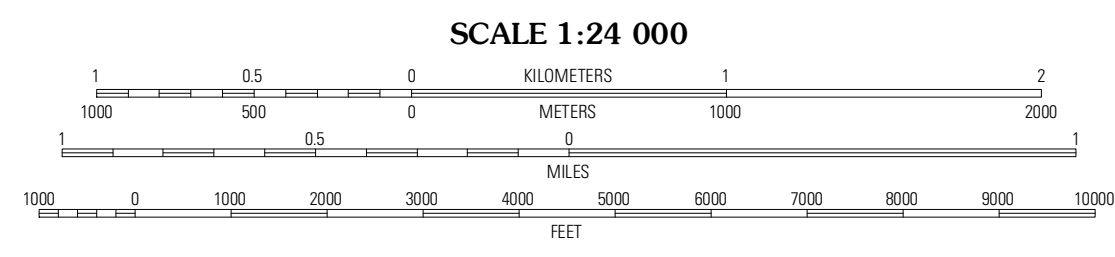 SCALE 1:24 000
1 0.5 0 KILOMETERS 1 2
1000 500 0 METERS 1000 2000
1 0.5 0 1
MILES
1000 0 1000 2000 3000 4000 5000 6000 7000 8000 9000 10000
FEET